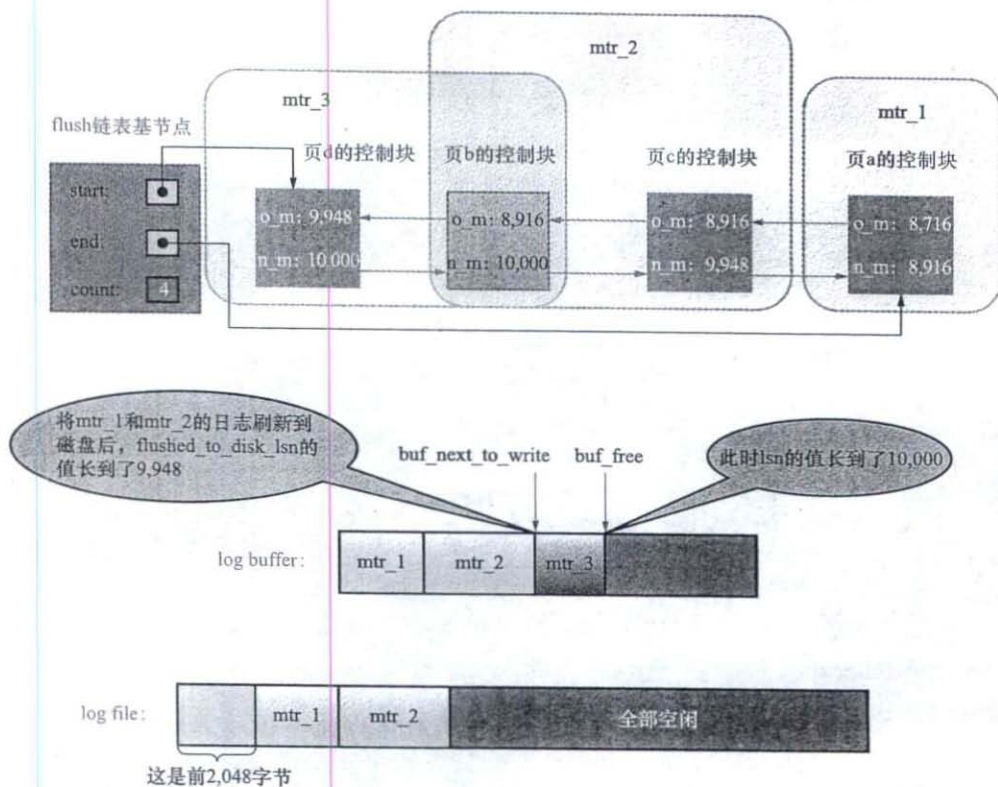 mtr_2
mtr_3
mtr_1
flush链表基节点
页d的控制块
页b的控制块
页c的控制块
页a的控制块
start:
end:
count: 4
o_m: 9,948
n_m: 10,000
o_m: 8,916
n_m: 10,000
o_m: 8,916
n_m: 9,948
o_m: 8,716
n_m: 8,916
将mtr_1和mtr_2的日志刷新到
磁盘后，flushed_to_disk_lsn的
值长到了9,948
buf_next_to_write
buf_free
此时lsn的值长到了10,000
log buffer:
mtr_1
mtr_2
mtr_3
log file:
mtr_1
mtr_2
全部空闲
这是前2,048字节